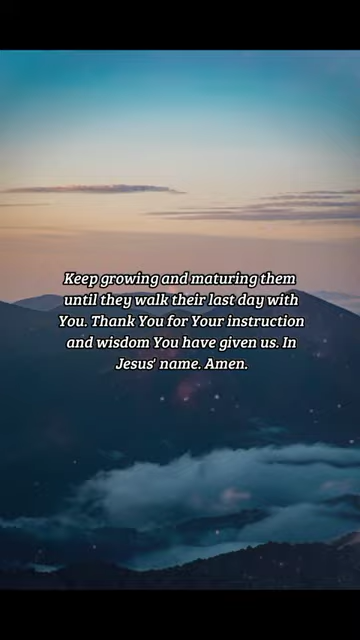 Keep growing and maturing them
until they walk their last day with
You. Thank You for Your instruction
and wisdom You have given us. In
Jesus' name. Amen.